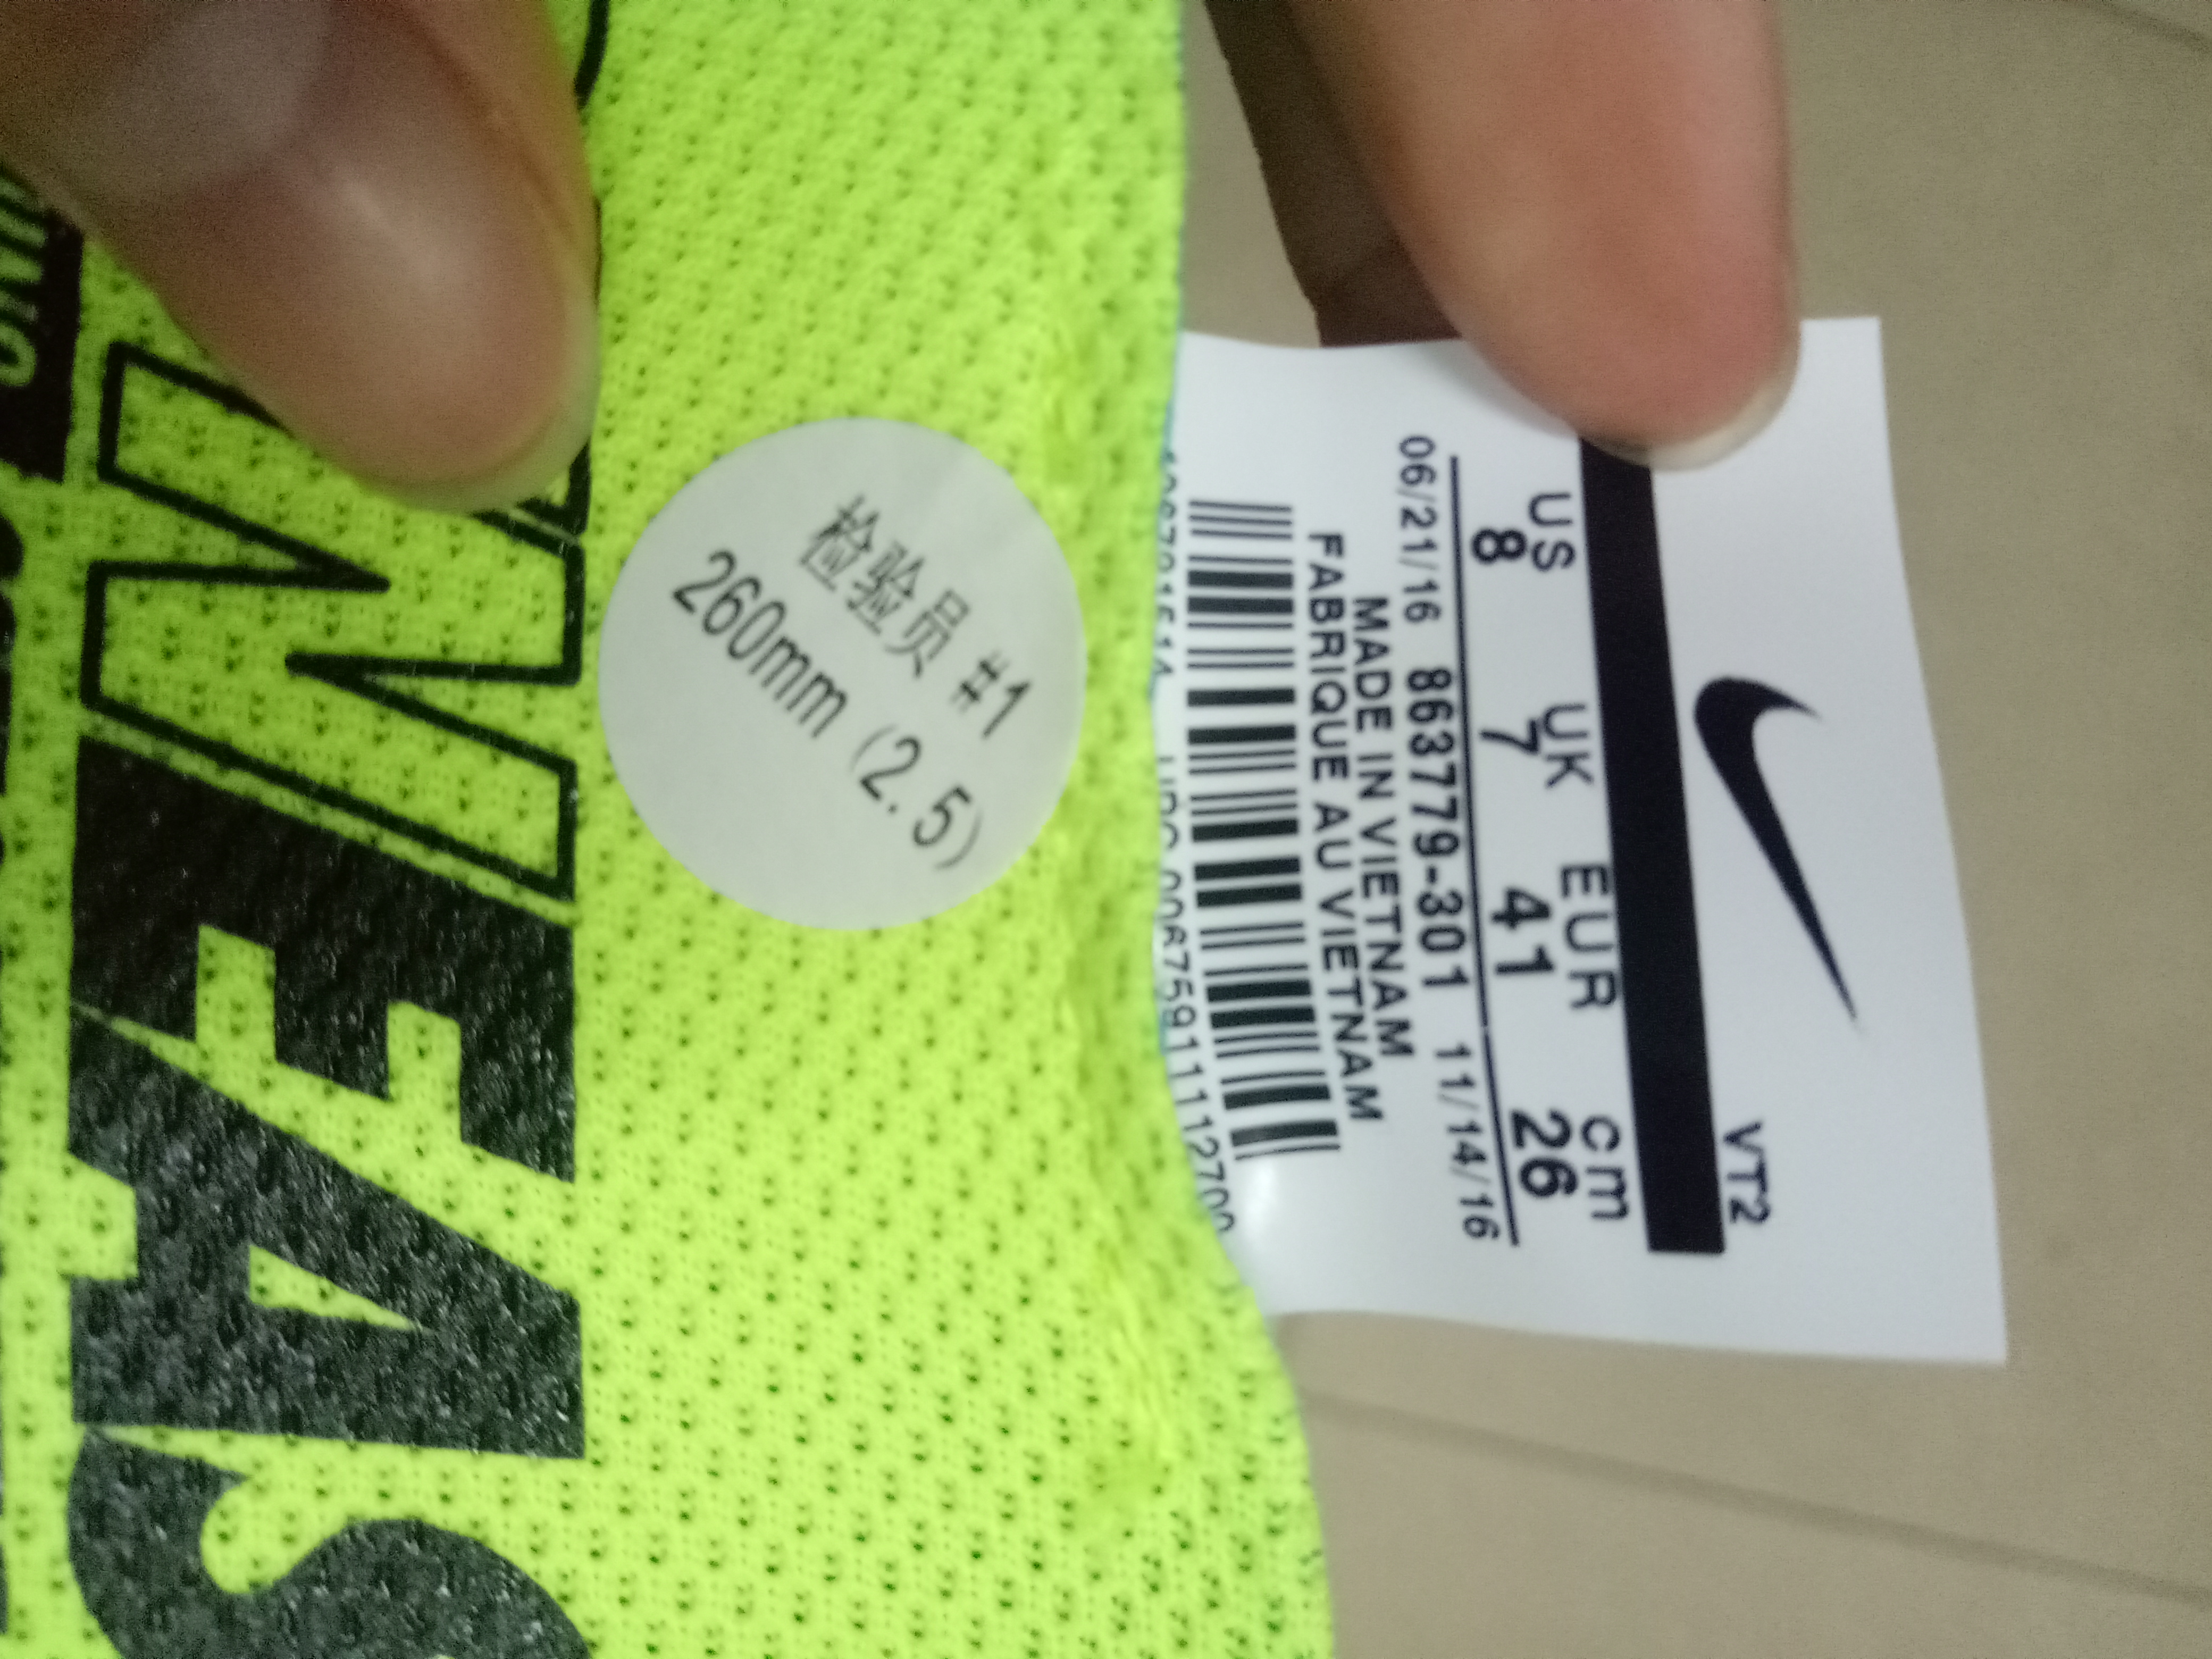 检验员 #1
260mm (2.5)
VT2
US UK EUR cm
8 7 41 26
06/21/16 863779-301 11/14/16
MADE IN VIETNAM
FABRIQUE AU VIETNAM